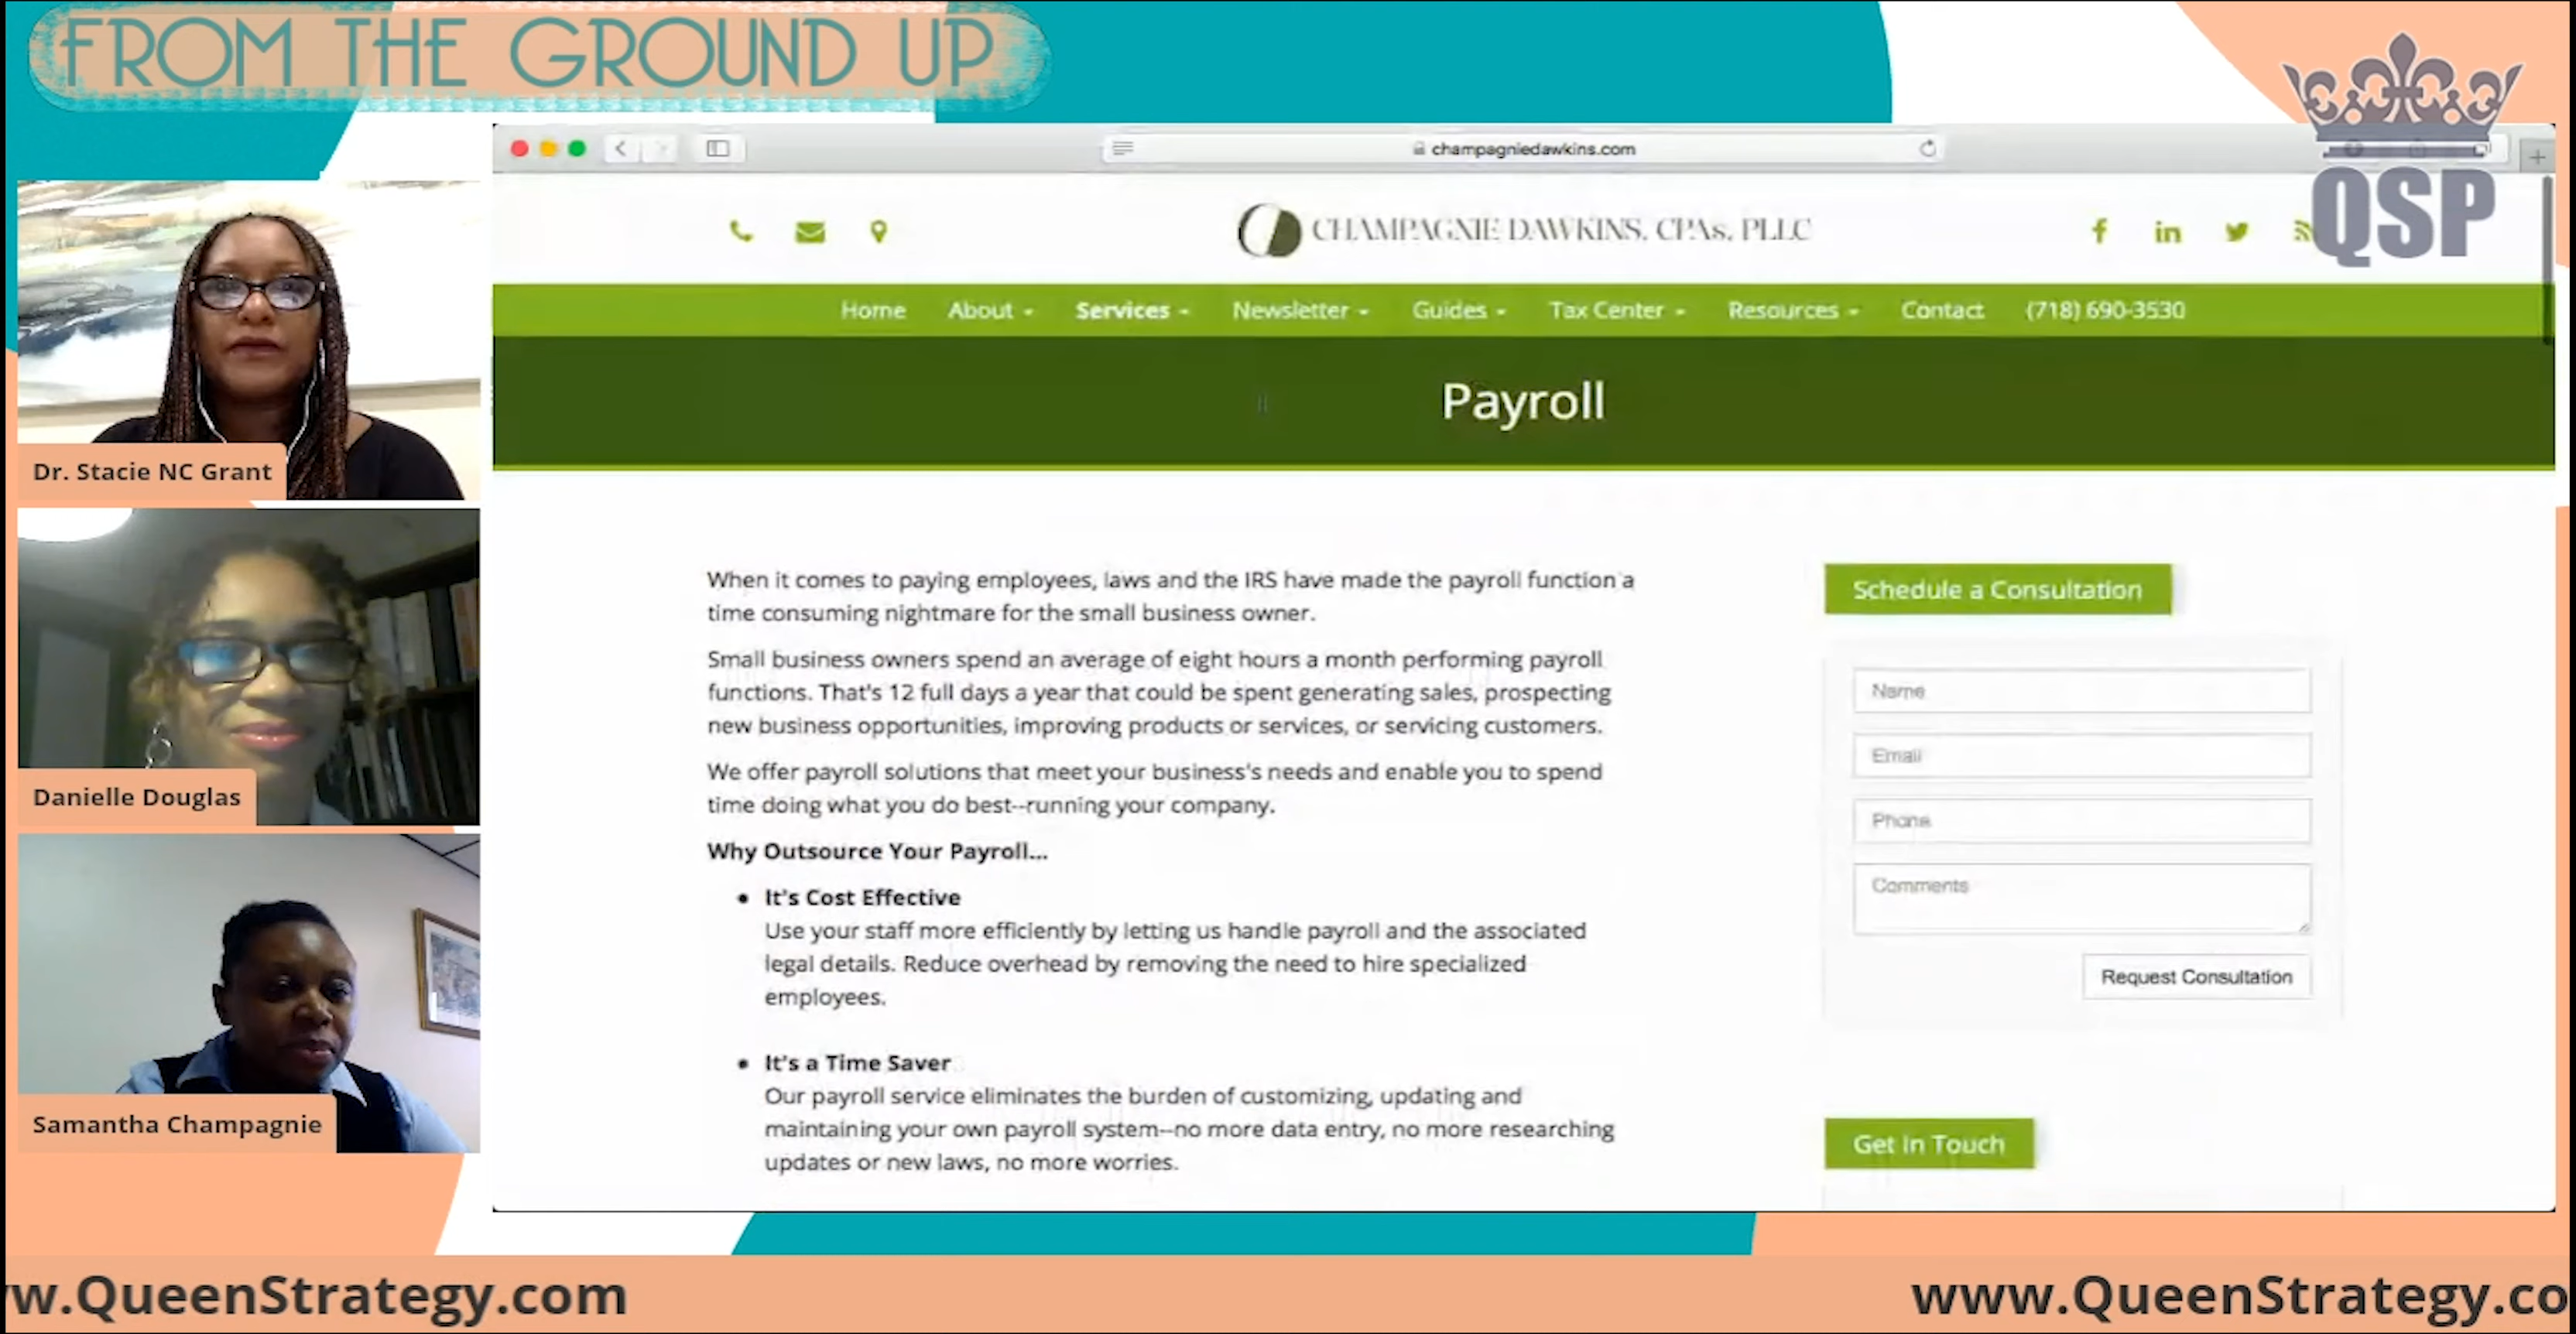 FROM THE GROUND UP
QSP
champagniedawkins.com
CHAMPAGNIE DAWKINS, CPAs, PLLC
Home About Services Newsletter Guides Tax Center Resources Contact (718) 690-3530
Payroll
When it comes to paying employees, laws and the IRS have made the payroll function a
time consuming nightmare for the small business owner.
Small business owners spend an average of eight hours a month performing payroll
functions. That's 12 full days a year that could be spent generating sales, prospecting
new business opportunities, improving products or services, or servicing customers.
We offer payroll solutions that meet your business's needs and enable you to spend
time doing what you do best--running your company.
Why Outsource Your Payroll...
• It's Cost Effective
Use your staff more efficiently by letting us handle payroll and the associated
legal details. Reduce overhead by removing the need to hire specialized
employees.
• It's a Time Saver
Our payroll service eliminates the burden of customizing, updating and
maintaining your own payroll system--no more data entry, no more researching
updates or new laws, no more worries.
Schedule a Consultation
Name
Email
Phone
Comments
Request Consultation
Get In Touch
Dr. Stacie NC Grant
Danielle Douglas
Samantha Champagnie
w.QueenStrategy.com
www.QueenStrategy.co